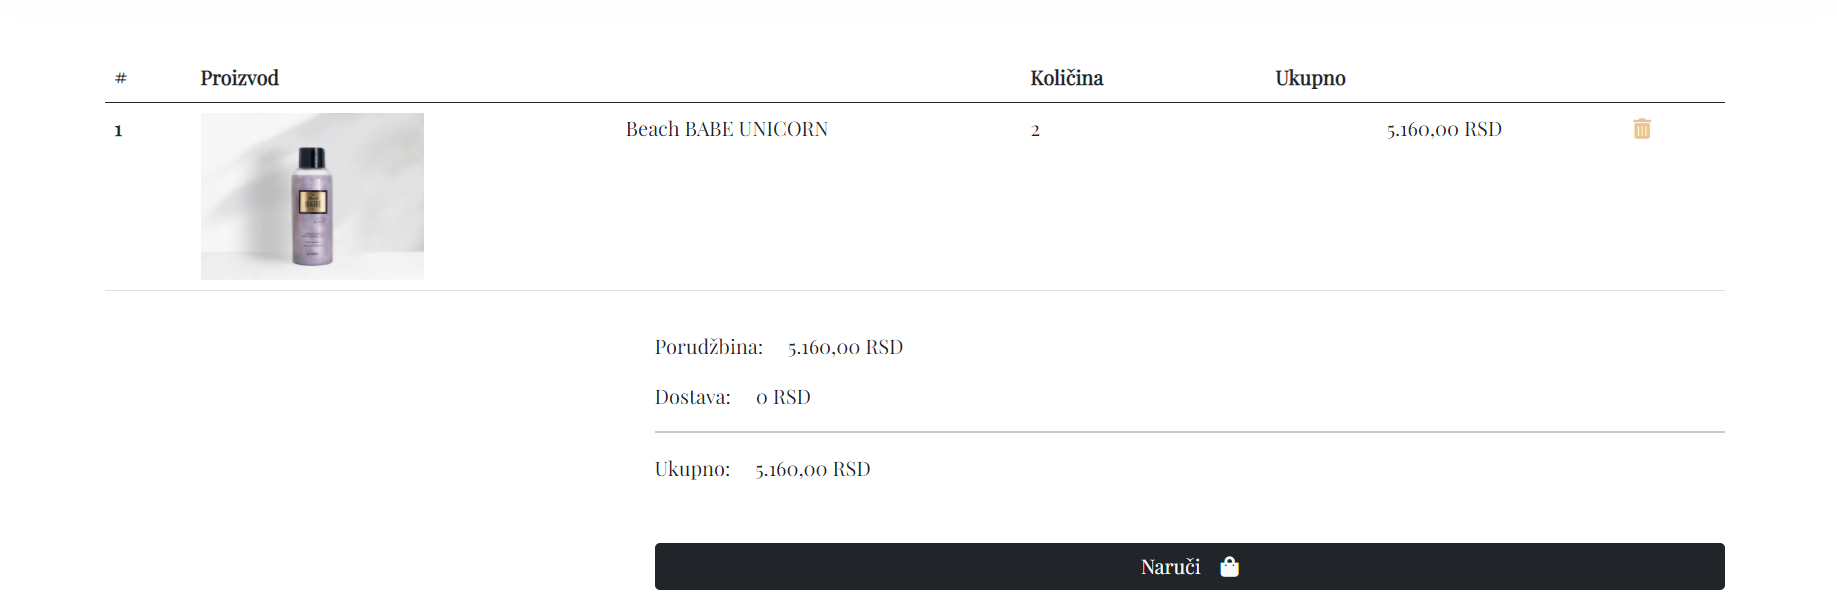 # Proizvod Količina Ukupno
1 Beach BABE UNICORN 2 5.160,00 RSD
BABE
Porudžbina: 5.160,00 RSD
Dostava: 0 RSD
Ukupno: 5.160,00 RSD
Naruči